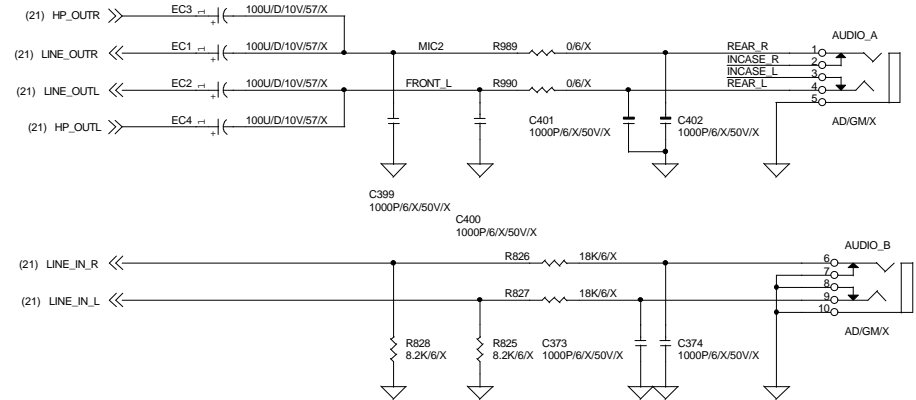 (21) HP_OUTR EC3 1 + 100U/D/10V/57/X
AUDIO_A
(21) LINE_OUTR EC1 1 + 100U/D/10V/57/X MIC2 R989 0/6/X REAR_R 1
INCASE_R 2
INCASE_L 3
(21) LINE_OUTL EC2 1 + 100U/D/10V/57/X FRONT_L R990 0/6/X REAR_L 4
5
(21) HP_OUTL EC4 1 + 100U/D/10V/57/X
C401
1000P/6/X/50V/X
C402
1000P/6/X/50V/X
AD/GM/X
C399
1000P/6/X/50V/X
C400
1000P/6/X/50V/X
AUDIO_B
(21) LINE_IN_R R826 18K/6/X 6
7
8
(21) LINE_IN_L R827 18K/6/X 9
10
AD/GM/X
R828
8.2K/6/X
R825
8.2K/6/X
C373
1000P/6/X/50V/X
C374
1000P/6/X/50V/X